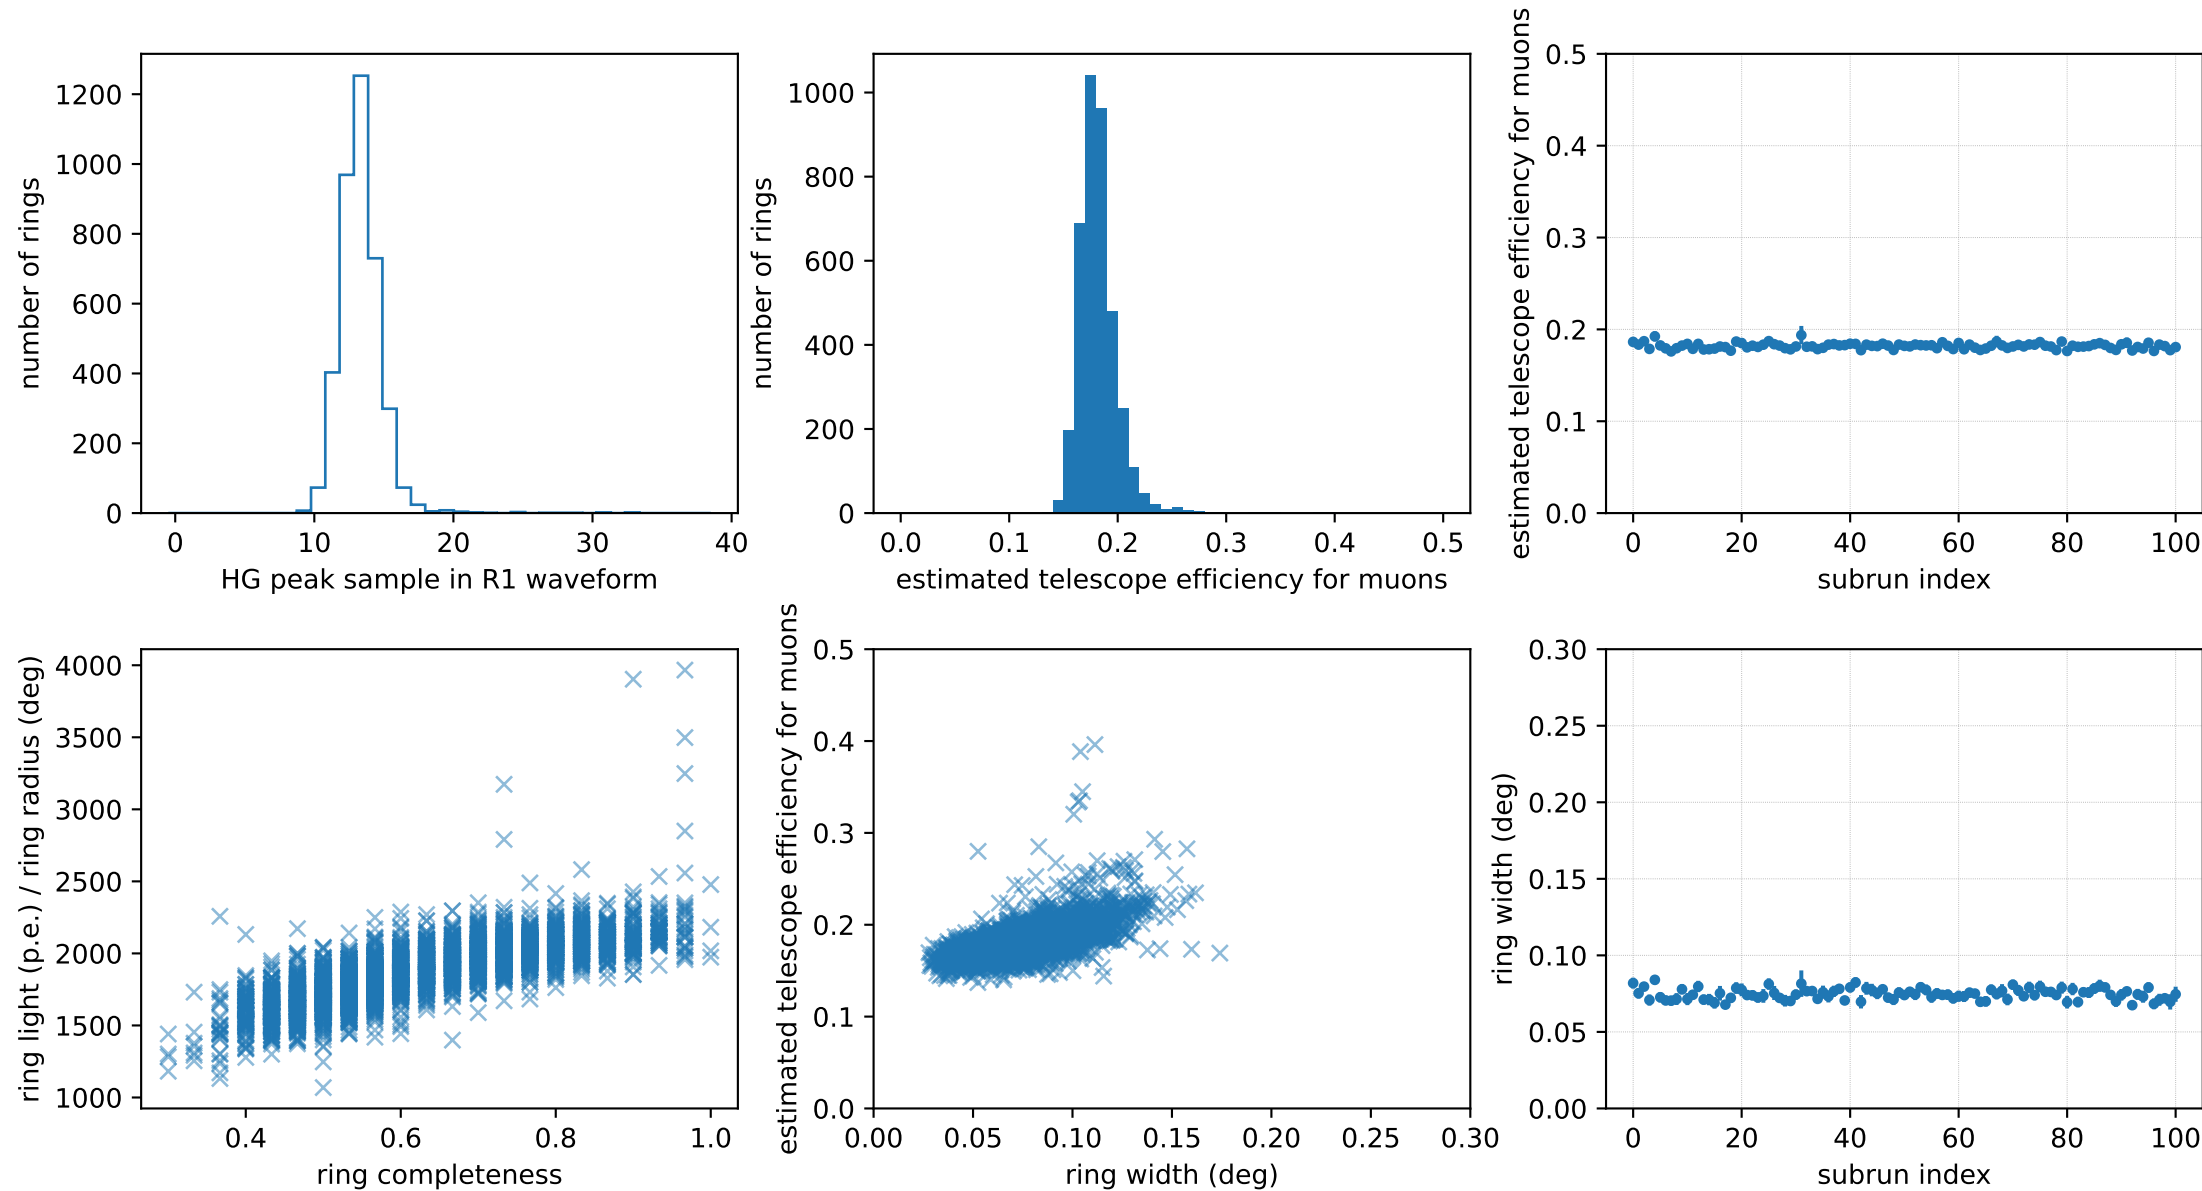 number of rings
1200
1000
800
600
400
200
0
0 10 20 30 40
HG peak sample in R1 waveform
number of rings
1000
800
600
400
200
0
0.0 0.1 0.2 0.3 0.4 0.5
estimated telescope efficiency for muons
estimated telescope efficiency for muons
0.5
0.4
0.3
0.2
0.1
0.0
0 20 40 60 80 100
subrun index
ring light (p.e.) / ring radius (deg)
4000
3500
3000
2500
2000
1500
1000
0.4 0.6 0.8 1.0
ring completeness
estimated telescope efficiency for muons
0.5
0.4
0.3
0.2
0.1
0.0
0.00 0.05 0.10 0.15 0.20 0.25 0.30
ring width (deg)
ring width (deg)
0.30
0.25
0.20
0.15
0.10
0.05
0.00
0 20 40 60 80 100
subrun index